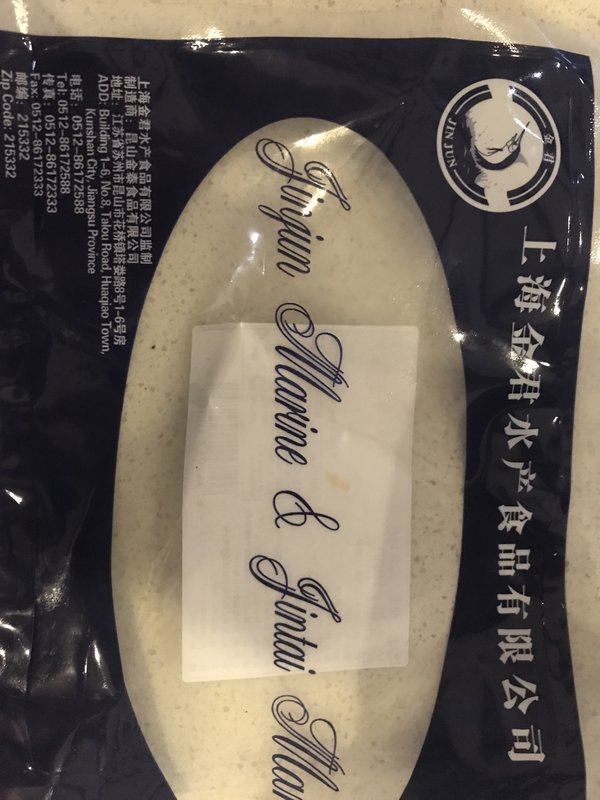 金君
JIN JUN
上海金君水产食品有限公司
Jinjun Marine & Jintai Mar
上海金君水产食品有限公司监制
制造商：昆山金泰食品有限公司
地址：江苏省苏州市昆山市花桥镇塔娄路8号1-6号房
ADD: Building 1-6, No.8, Talou Road, Huaqiao Town,
Kunshan City, Jiangsu Province
电话：0512-86172588
Tel: 0512-86172588
传真：0512-86172333
Fax: 0512-86172333
邮编：215332
Zip Code: 215332